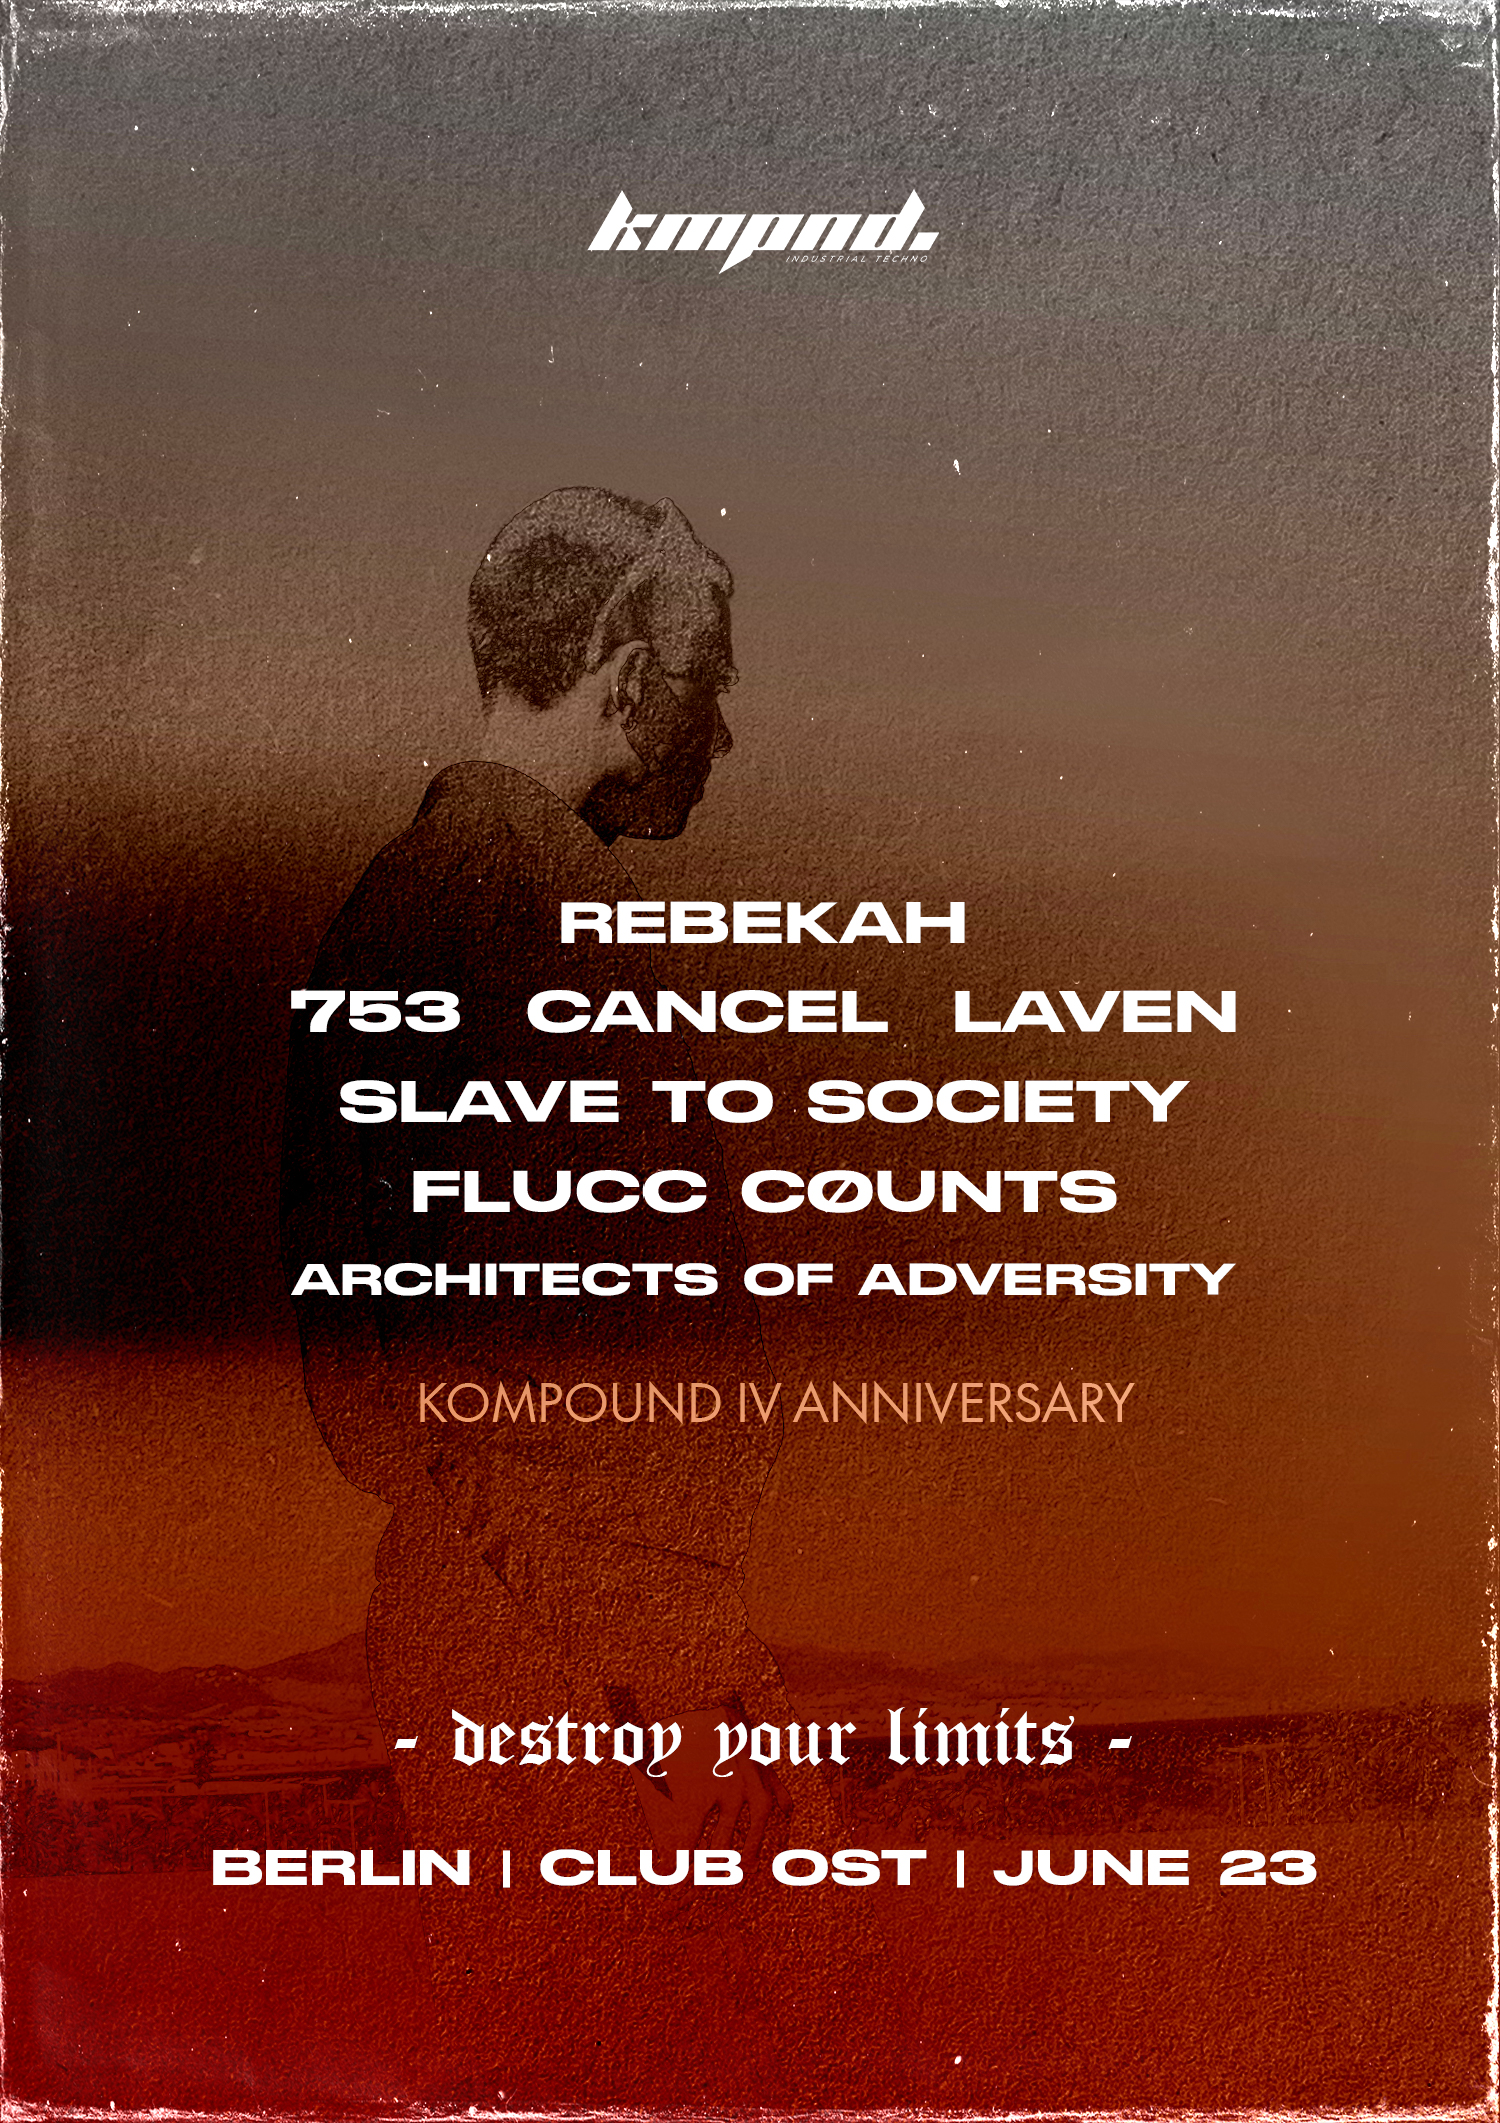 kmpnd.
INDUSTRIAL TECHNO
REBEKAH
753 CANCEL LAVEN
SLAVE TO SOCIETY
FLUCC CØUNTS
ARCHITECTS OF ADVERSITY
KOMPOUND IV ANNIVERSARY
- destroy your limits -
BERLIN | CLUB OST | JUNE 23